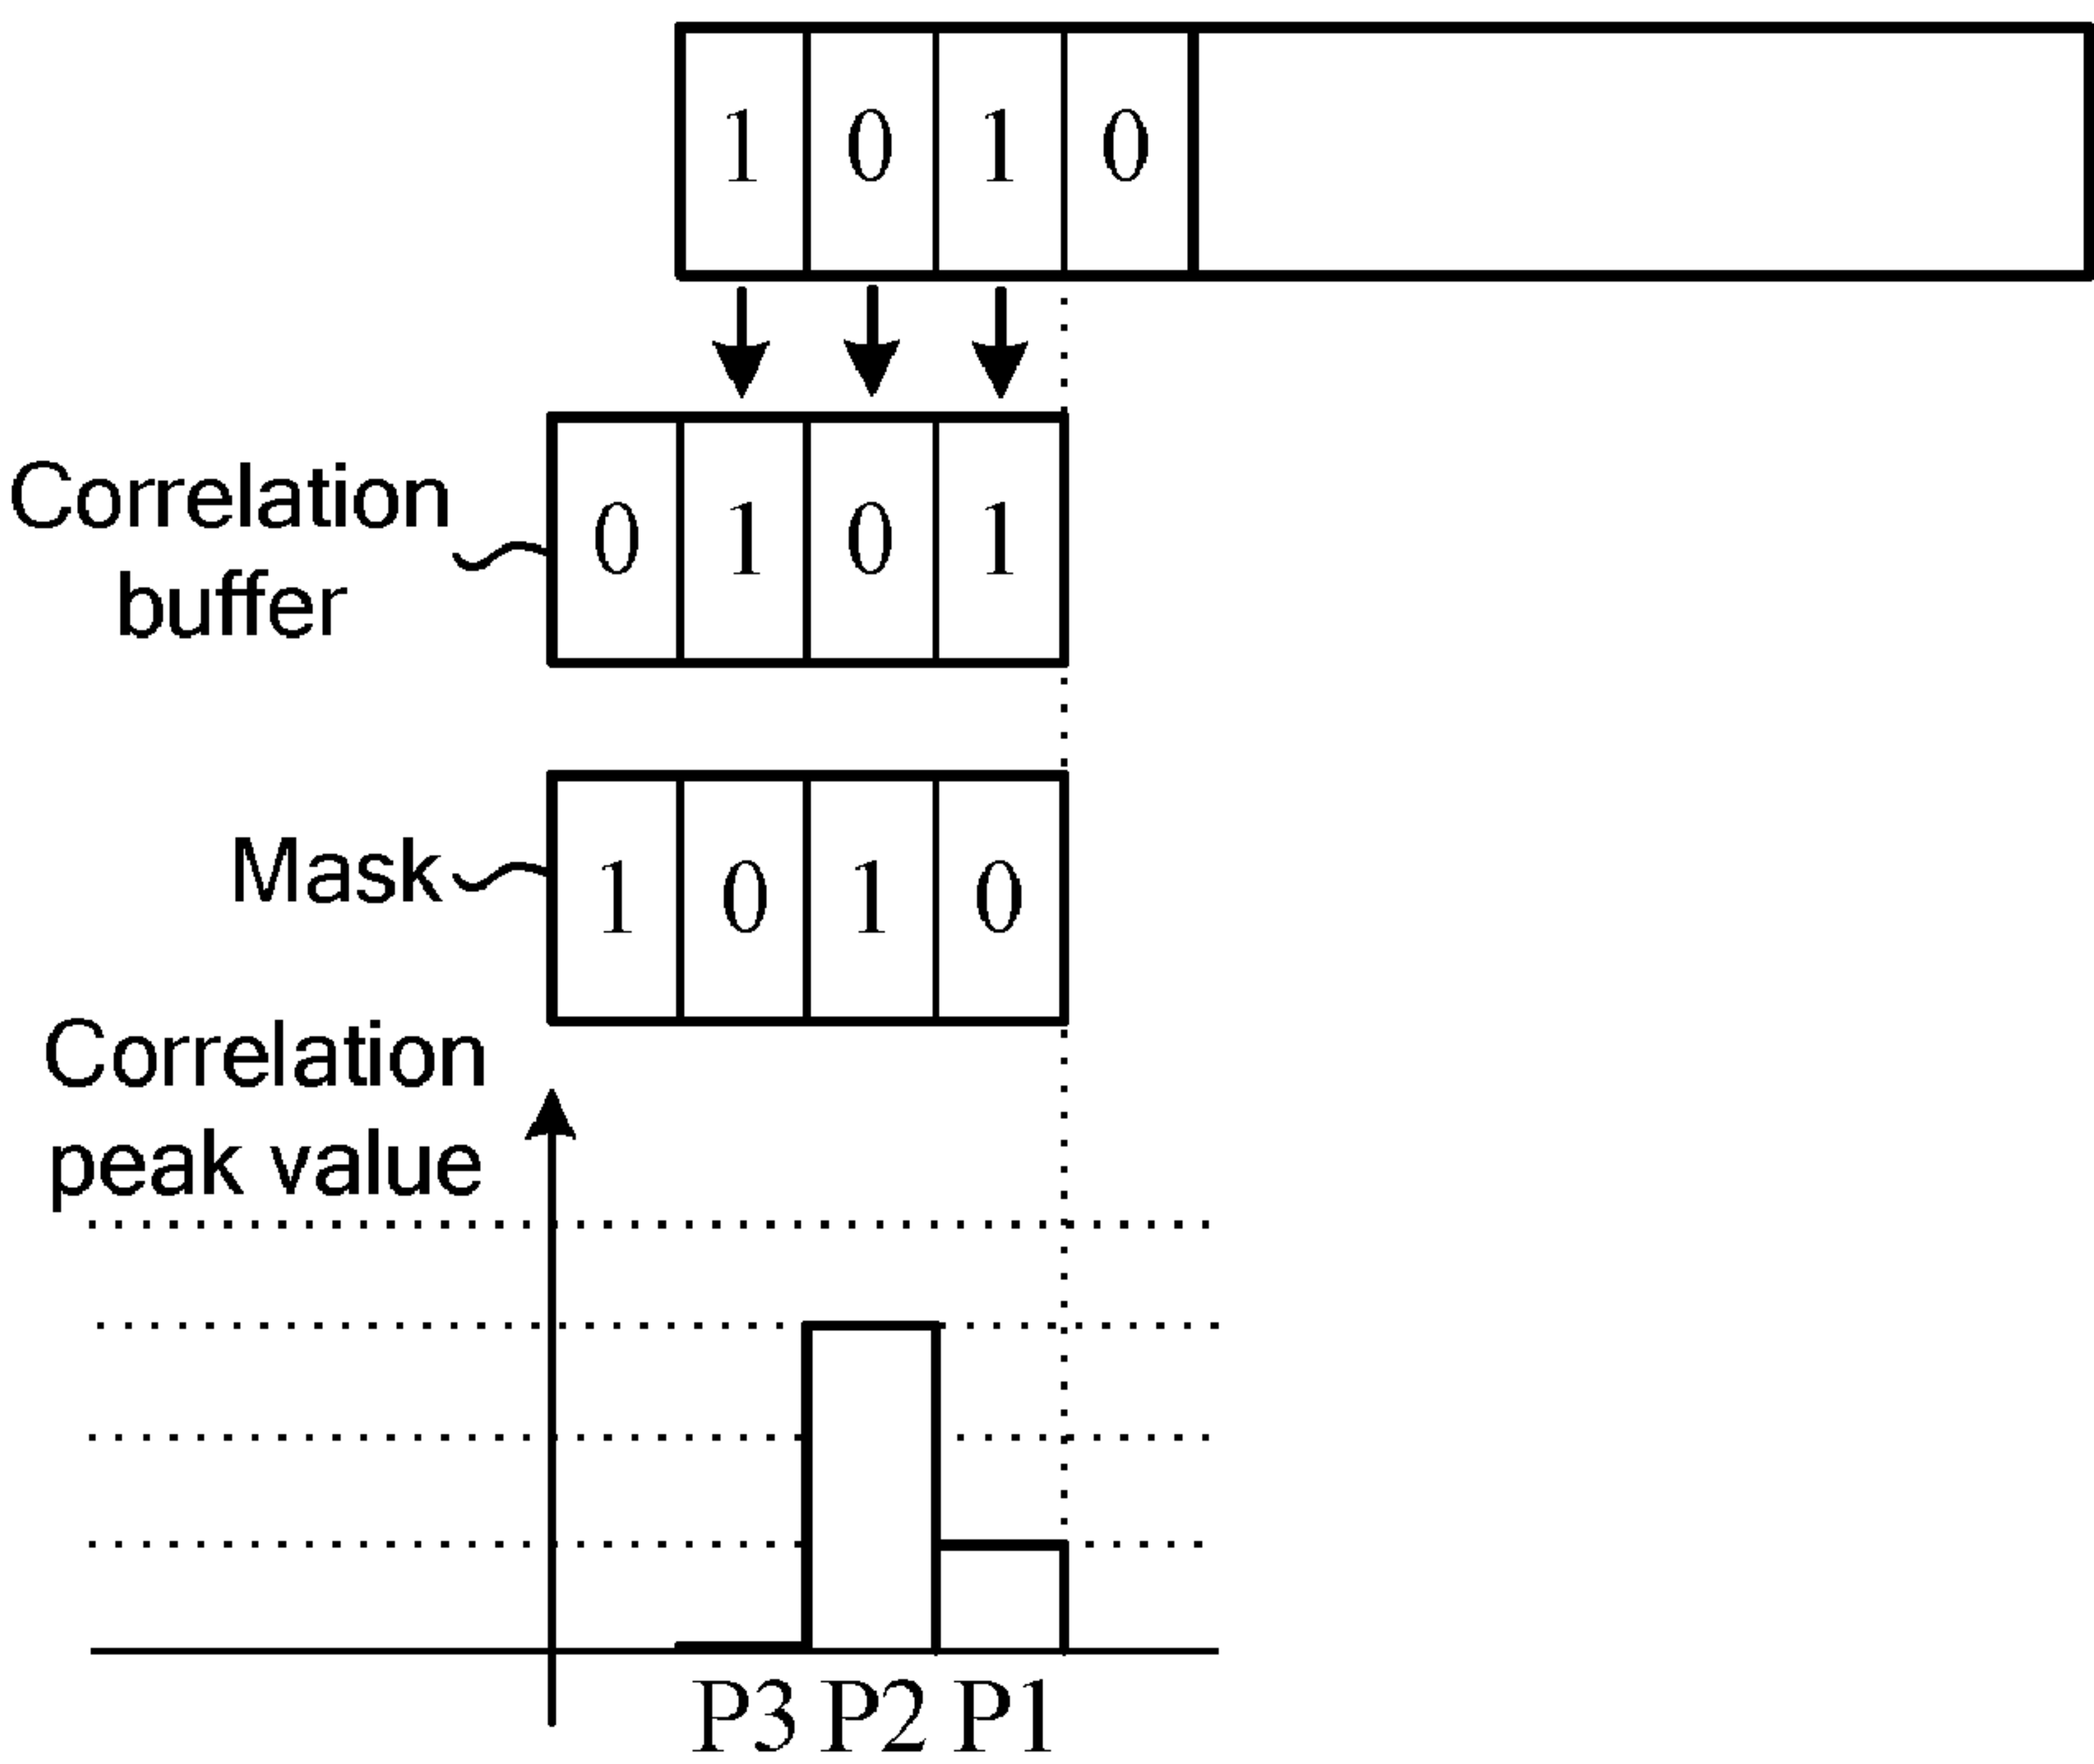 1 0 1 0
Correlation
buffer
0 1 0 1
Mask
1 0 1 0
Correlation
peak value
P3 P2 P1